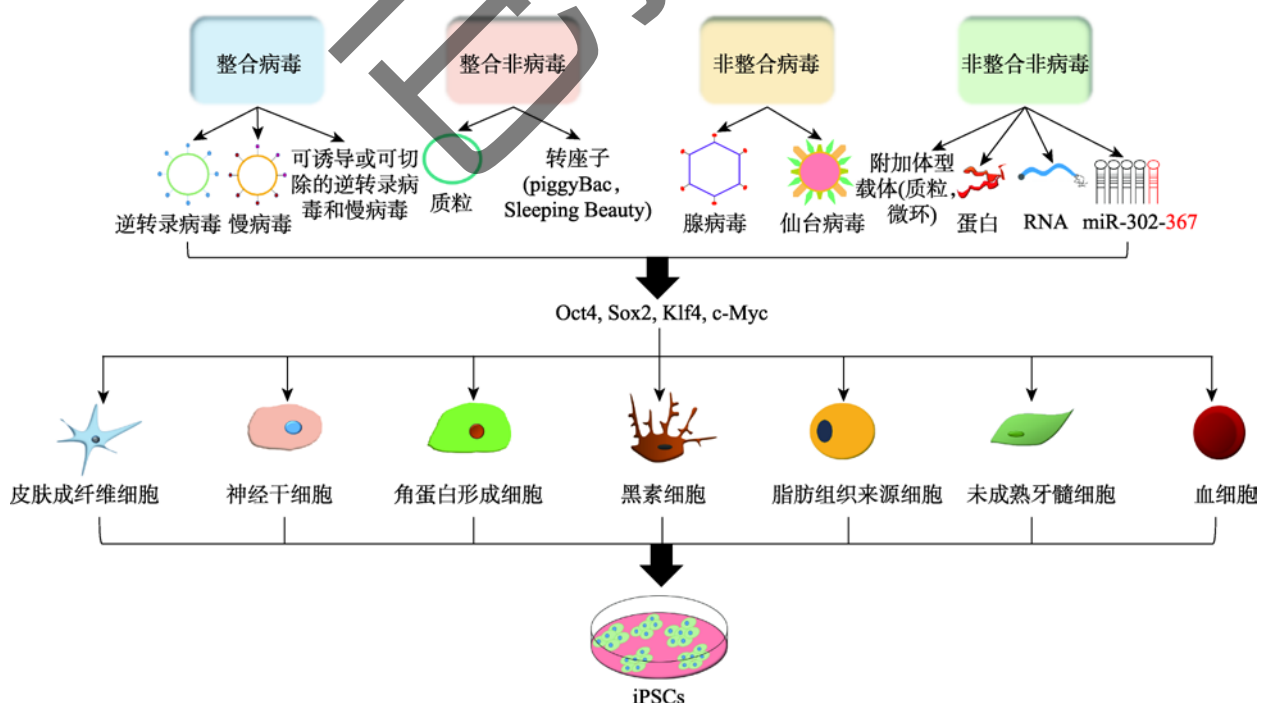 整合病毒
整合非病毒
非整合病毒
非整合非病毒
逆转录病毒
慢病毒
可诱导或可切
除的逆转录病
毒和慢病毒
质粒
转座子
(piggyBac,
Sleeping Beauty)
腺病毒
仙台病毒
附加体型
载体(质粒,
微环)
蛋白
RNA
miR-302-367
Oct4, Sox2, Klf4, c-Myc
皮肤成纤维细胞
神经干细胞
角蛋白形成细胞
黑素细胞
脂肪组织来源细胞
未成熟牙髓细胞
血细胞
iPSCs